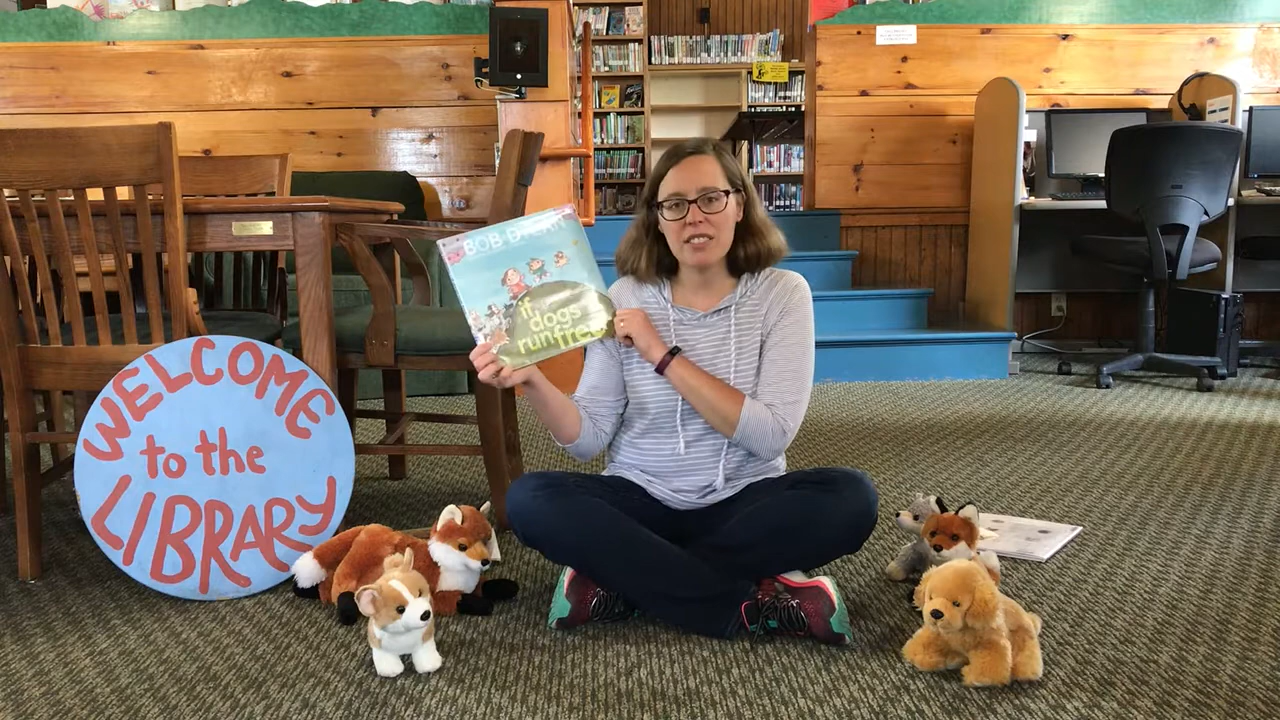 BOB DYLAN
if
dogs
run free
WELCOME
to the
LIBRARY